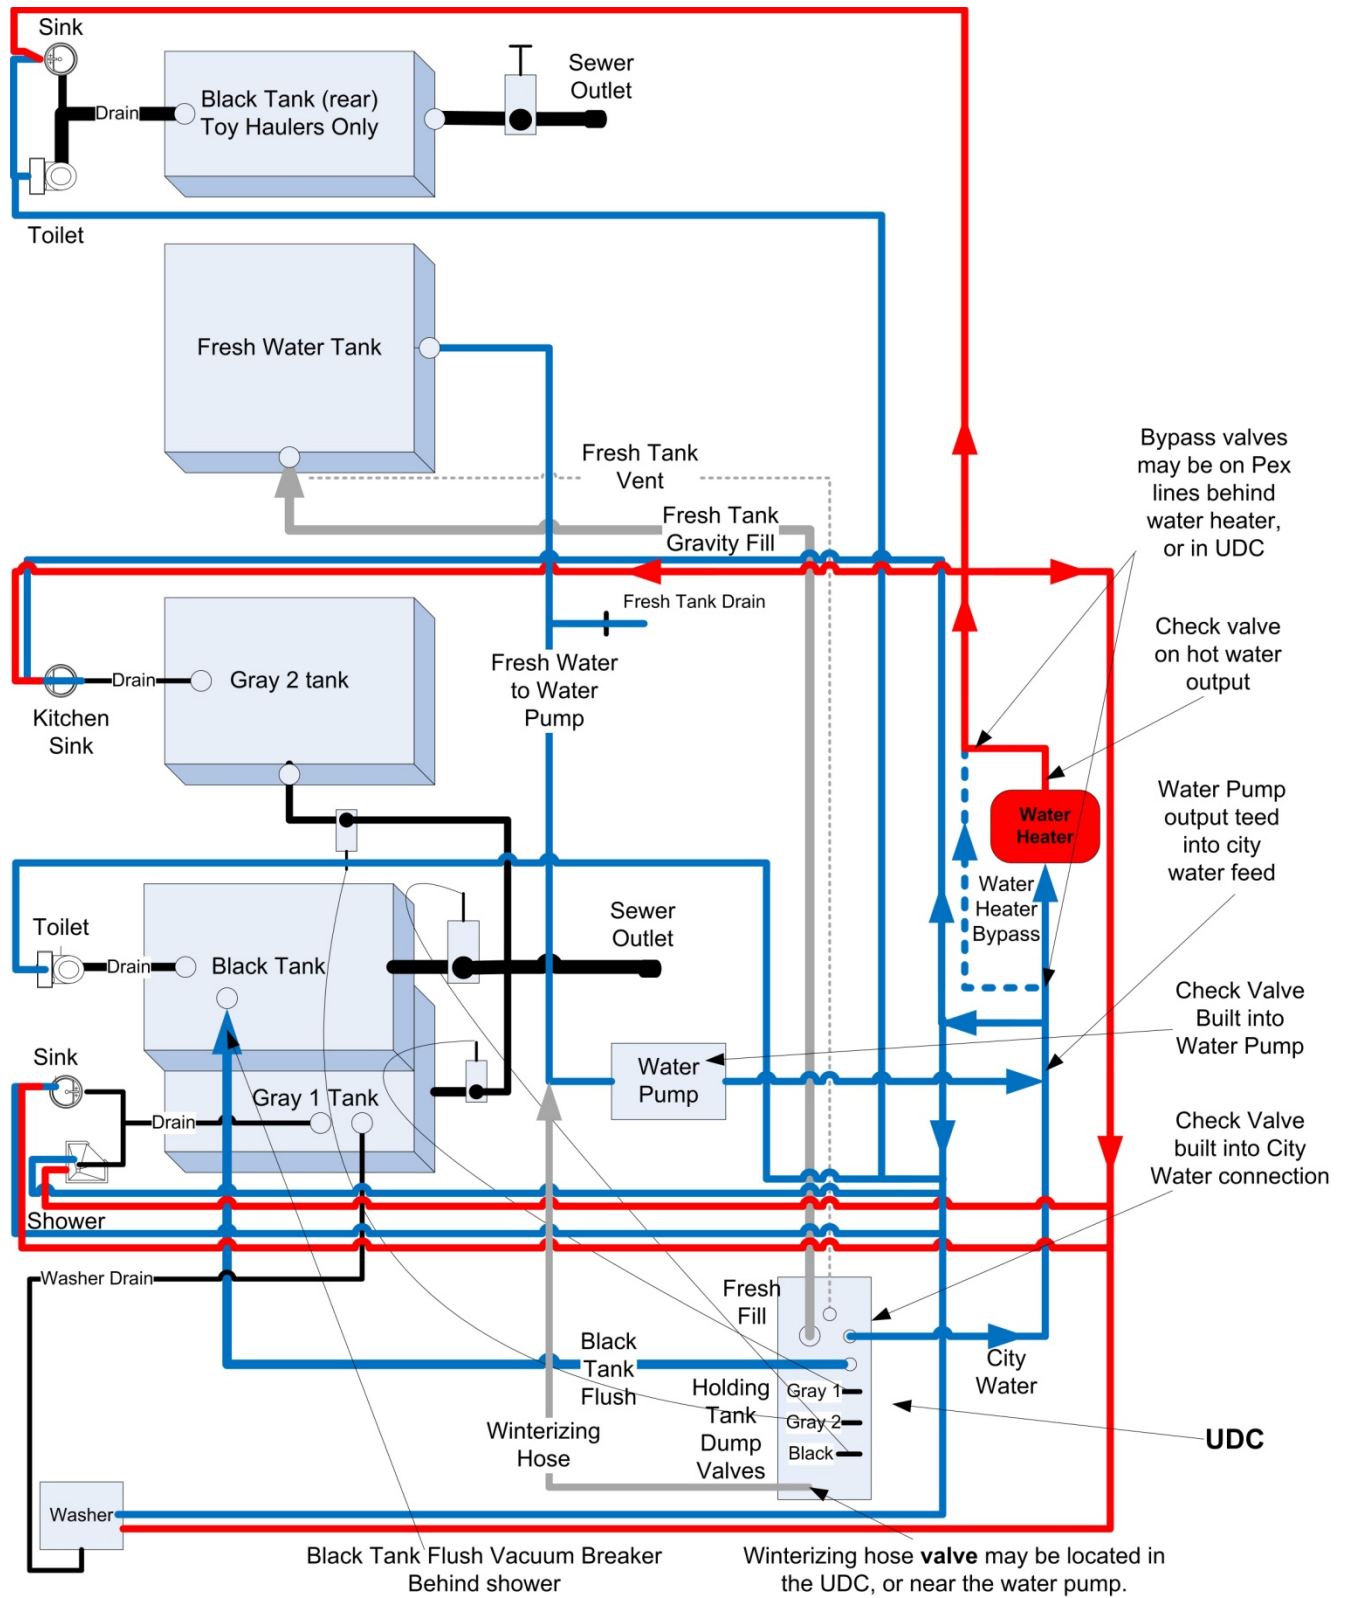 Sink
Sewer
Outlet
Black Tank (rear)
Toy Haulers Only
Drain
Toilet
Fresh Water Tank
Bypass valves
may be on Pex
lines behind
water heater,
or in UDC
Fresh Tank
Vent
Fresh Tank
Gravity Fill
Fresh Tank Drain
Check valve
on hot water
output
Fresh Water
to Water
Pump
Drain
Gray 2 tank
Kitchen
Sink
Water Pump
output teed
into city
water feed
Water
Heater
Water
Heater
Bypass
Toilet
Sewer
Outlet
Drain
Black Tank
Check Valve
Built into
Water Pump
Sink
Water
Pump
Gray 1 Tank
Drain
Check Valve
built into City
Water connection
Shower
Washer Drain
Fresh
Fill
Black
Tank
Flush
City
Water
Holding
Tank
Dump
Valves
Gray 1
Gray 2
Black
UDC
Winterizing
Hose
Washer
Black Tank Flush Vacuum Breaker
Behind shower
Winterizing hose valve may be located in
the UDC, or near the water pump.